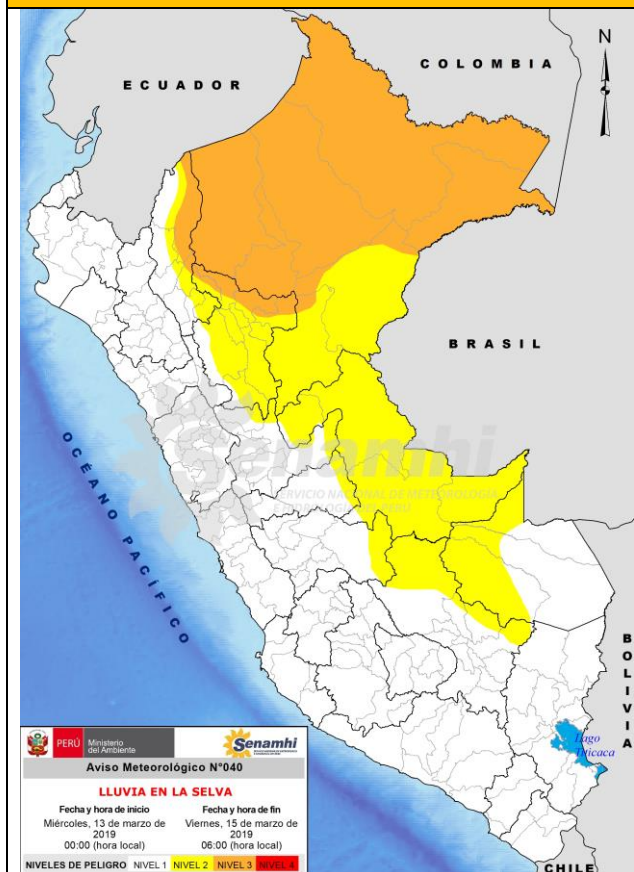 N
COLOMBIA
ECUADOR
BRASIL
Senamhi
SERVICIO NACIONAL DE METEOROLOGÍA
OCÉANO PACÍFICO
BOLIVIA
Lago
Titicaca
CHILE
PERÚ
Ministerio
del Ambiente
Senamhi
Aviso Meteorológico N°040
LLUVIA EN LA SELVA
Fecha y hora de inicio
Miércoles, 13 de marzo de
2019
00:00 (hora local)
Fecha y hora de fin
Viernes, 15 de marzo de
2019
06:00 (hora local)
NIVELES DE PELIGRO NIVEL 1 NIVEL 2 NIVEL 3 NIVEL 4